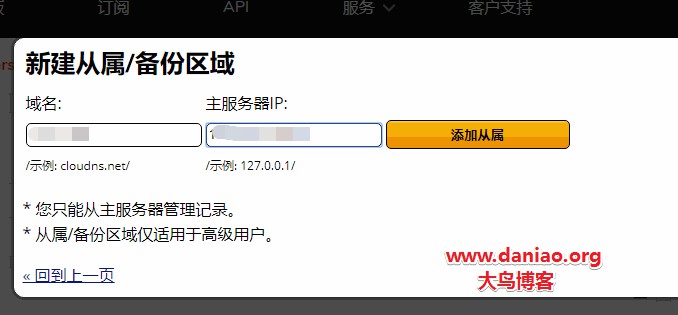 订阅 API 服务 客户支持
新建从属/备份区域
域名: 主服务器IP:
添加从属
/示例: cloudns.net/ /示例: 127.0.0.1/
* 您只能从主服务器管理记录。
* 从属/备份区域仅适用于高级用户。
« 回到上一页
www.daniao.org
大鸟博客